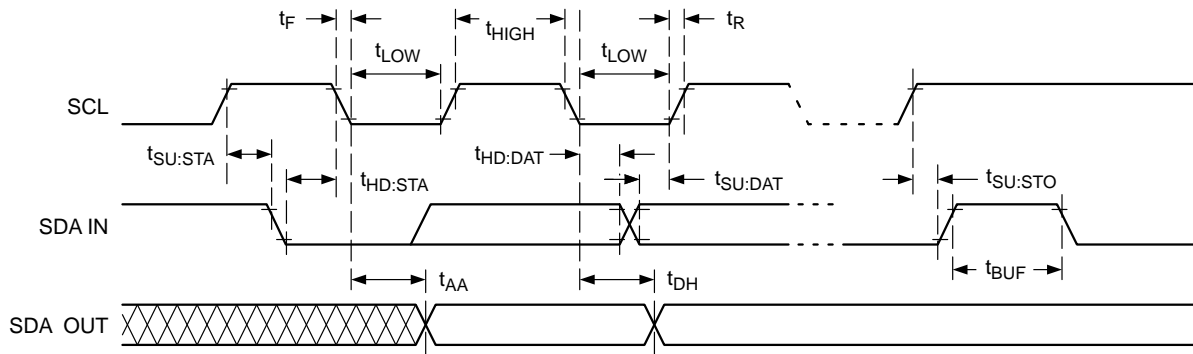 tF
tHIGH
tR
tLOW
tLOW
SCL
tSU:STA
tHD:STA
tHD:DAT
tSU:DAT
tSU:STO
SDA IN
tBUF
tAA
tDH
SDA OUT